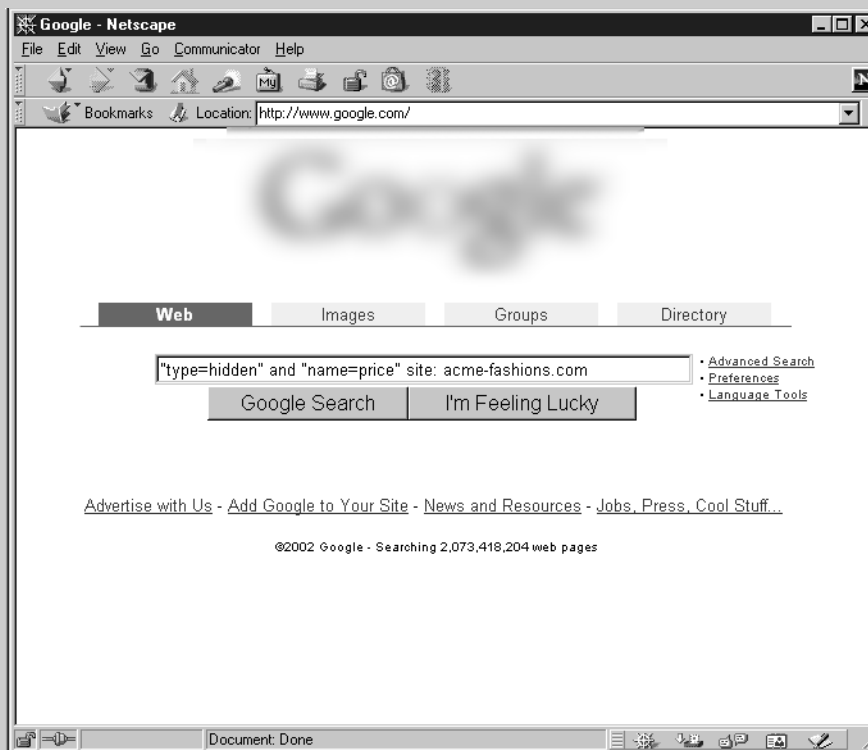 Google - Netscape
File Edit View Go Communicator Help
My
N
Bookmarks Location: http://www.google.com/
Google
Web Images Groups Directory
"type=hidden" and "name=price" site: acme-fashions.com
• Advanced Search
• Preferences
• Language Tools
Google Search I'm Feeling Lucky
Advertise with Us - Add Google to Your Site - News and Resources - Jobs, Press, Cool Stuff...
©2002 Google - Searching 2,073,418,204 web pages
Document: Done